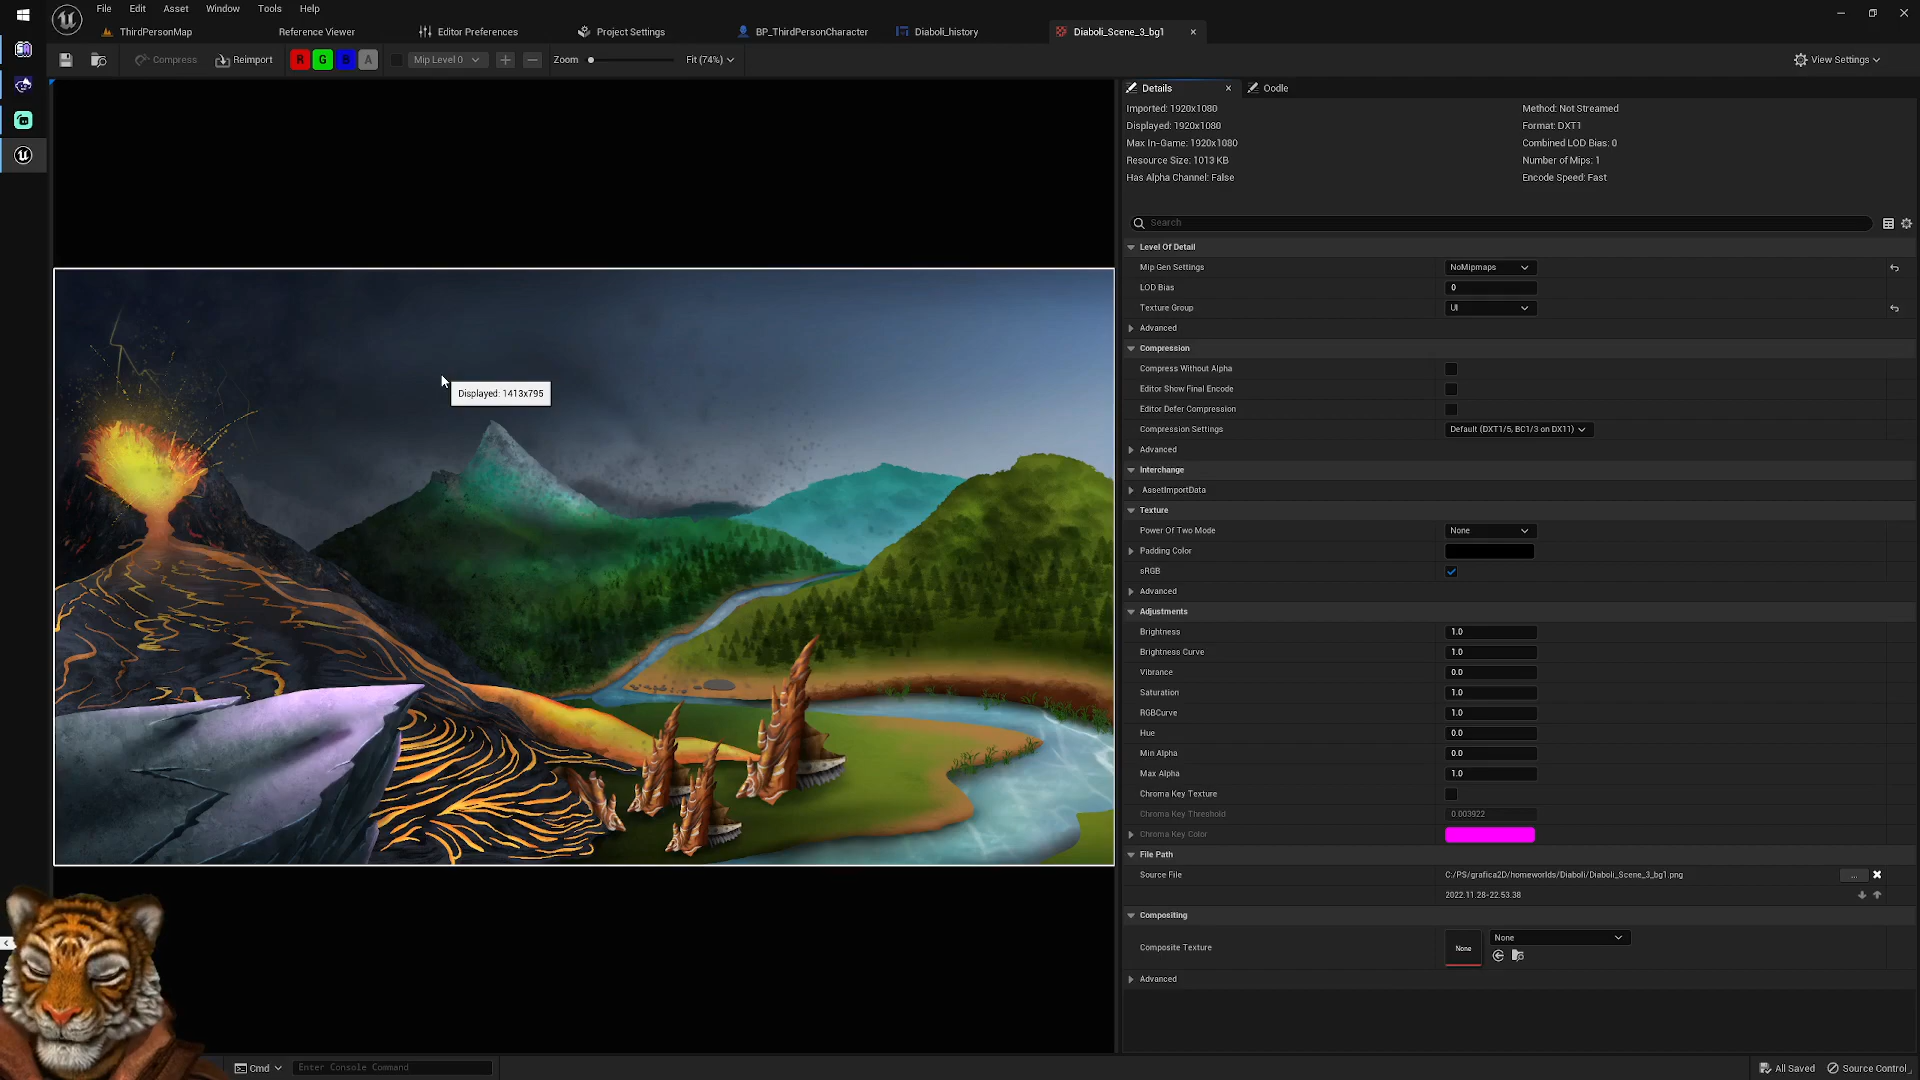 File Edit Asset Window Tools Help
ThirdPersonMap Reference Viewer Editor Preferences Project Settings BP_ThirdPersonCharacter Diaboli_history Diaboli_Scene_3_bg1
Compress Reimport R G B A Mip Level 0 Zoom Fit (74%) View Settings
Details Oodle
Imported: 1920x1080 Method: Not Streamed
Displayed: 1920x1080 Format: DXT1
Max In-Game: 1920x1080 Combined LOD Bias: 0
Resource Size: 1013 KB Number of Mips: 1
Has Alpha Channel: False Encode Speed: Fast
Search
Level Of Detail
Mip Gen Settings NoMipmaps
LOD Bias 0
Texture Group UI
Advanced
Compression
Compress Without Alpha
Editor Show Final Encode
Editor Defer Compression
Compression Settings Default (DXT1/5, BC1/3 on DX11)
Advanced
Interchange
AssetImportData
Texture
Power Of Two Mode None
Padding Color
sRGB
Advanced
Adjustments
Brightness 1.0
Brightness Curve 1.0
Vibrance 0.0
Saturation 1.0
RGBCurve 1.0
Hue 0.0
Min Alpha 0.0
Max Alpha 1.0
Chroma Key Texture
Chroma Key Threshold 0.003922
Chroma Key Color
File Path
Source File C:/PS/grafica2D/homeworlds/Diaboli/Diaboli_Scene_3_bg1.png ...
2022.11.28-22.53.38
Compositing
Composite Texture None None
Advanced
Displayed: 1413x795
Cmd Enter Console Command All Saved Source Control